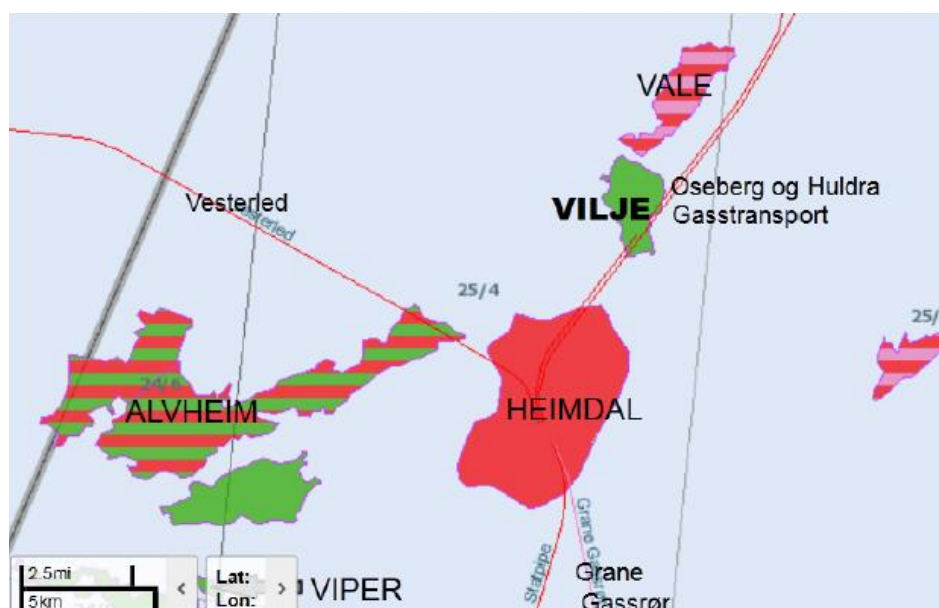 VALE
Oseberg og Huldra
VILJE
Gasstransport
Vesterled
Vesterled
25/4
25/
24/6
ALVHEIM
HEIMDAL
Statpipe
Grane
Gassrør
2.5mi
5km
<
Lat:
Lon:
>
VIPER